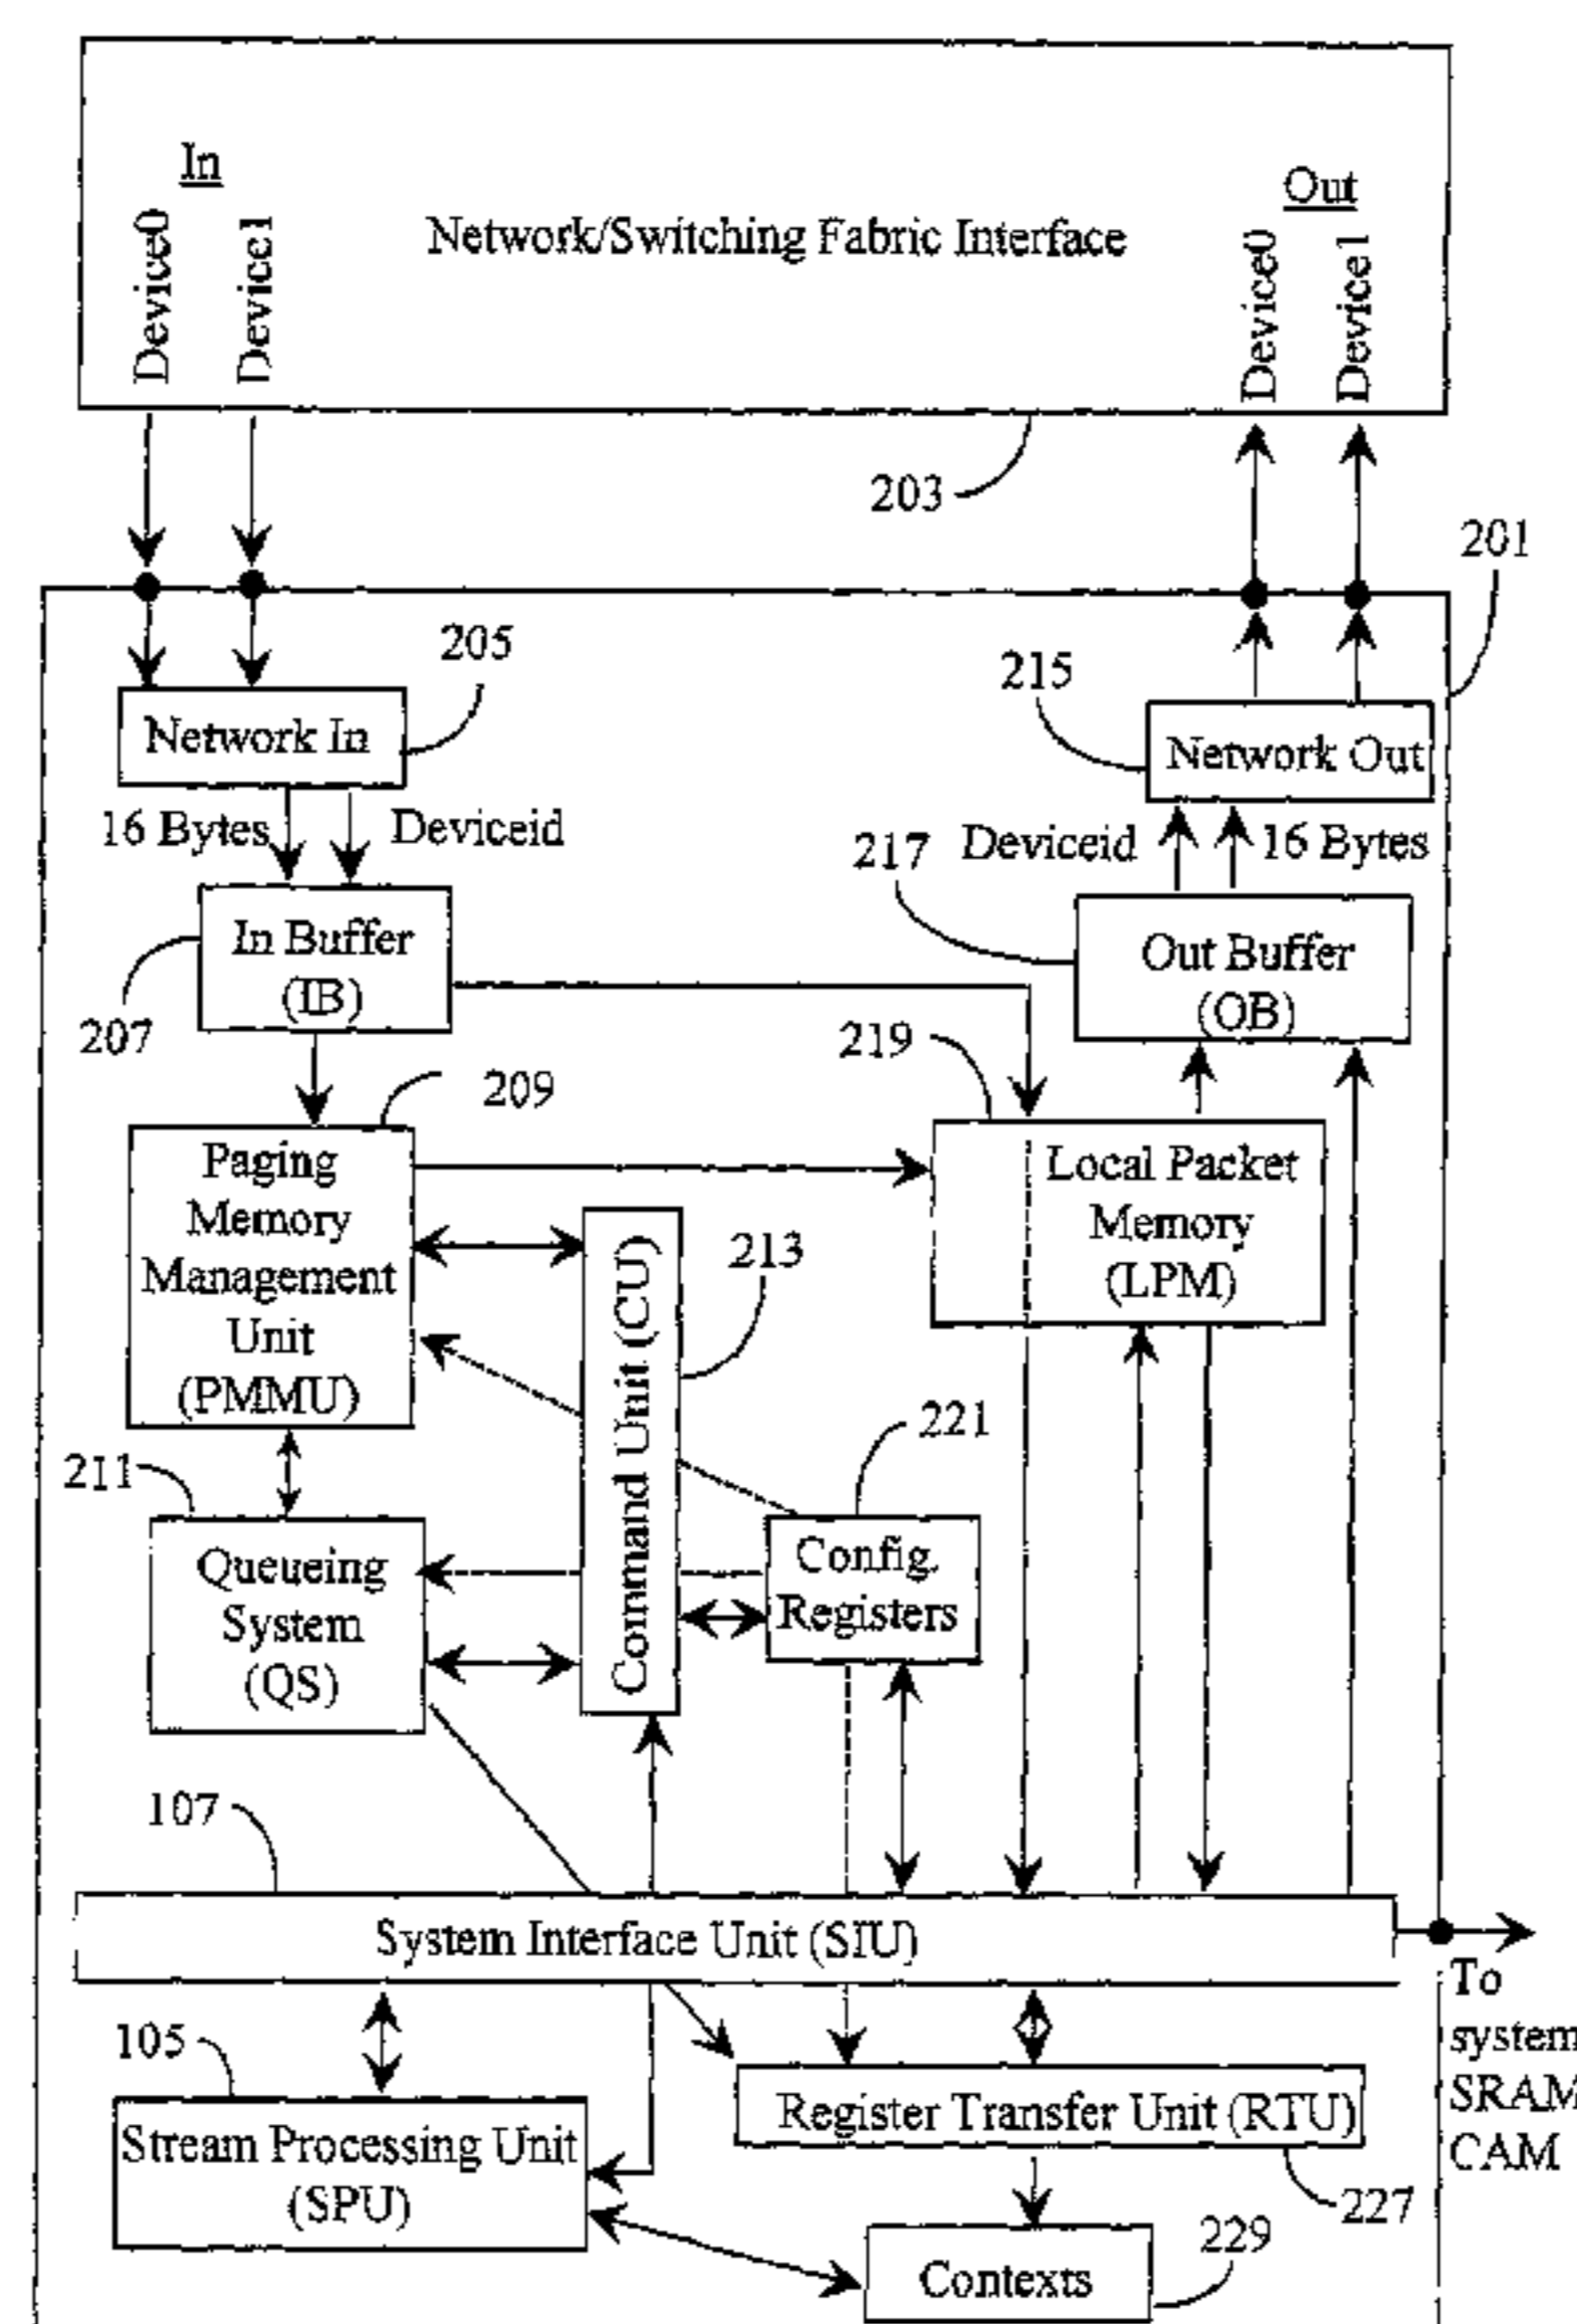 In
Out
Device0
Device1
Network/Switching Fabric Interface
Device0
Device1
203
201
205
215
Network In
Network Out
16 Bytes
Deviceid
217
Deviceid
16 Bytes
In Buffer
(IB)
Out Buffer
(OB)
207
219
209
Paging
Memory
Management
Unit
(PMMU)
Local Packet
Memory
(LPM)
213
Command Unit (CU)
221
211
Queueing
System
(QS)
Config.
Registers
107
System Interface Unit (SIU)
To
system
SRAM
CAM
105
Stream Processing Unit
(SPU)
Register Transfer Unit (RTU)
227
229
Contexts